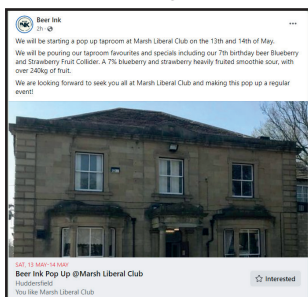 Beer Ink
2h
We will be starting a pop up taproom at Marsh Liberal Club on the 13th and 14th of May.
We will be pouring our taproom favourites and specials including our 7th birthday beer Blueberry
and Strawberry Fruit Collider. A 7% blueberry and strawberry heavily fruited smoothie sour, with
over 240kg of fruit.
We are looking forward to seek you all at Marsh Liberal Club and making this pop up a regular
event!
SAT, 13 MAY-14 MAY
Beer Ink Pop Up @Marsh Liberal Club
Huddersfield
You like Marsh Liberal Club
Interested